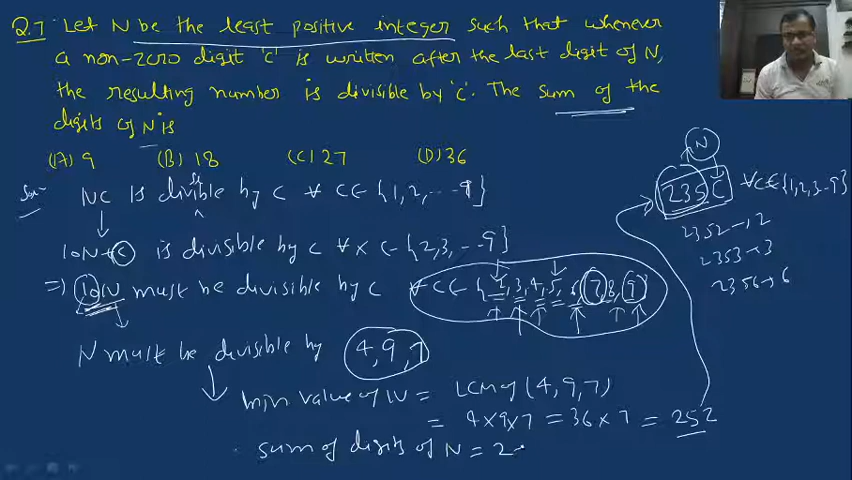 Q.7 Let N be the least positive integer such that whenever
a non-zero digit 'c' is written after the last digit of N,
the resulting number is divisible by 'c'. The sum of the
digits of N is
(A) 9 (B) 18 (C) 27 (D) 36
Sol- NC is divisible by C ∀ C∈ {1,2,---9}
10N+C is divisible by C ∀ C∈{2,3,---9}
=) 10N must be divisible by C ∀ C∈ {2,3,4,5,6,7,8,9}
N must be divisible by 4,9,7
min value of N = LCM of (4,9,7)
= 4×9×7 = 36×7 = 252
sum of digits of N = 2
N
235C ∀C∈{1,2,3-9}
2352→2
2353→3
2356→6